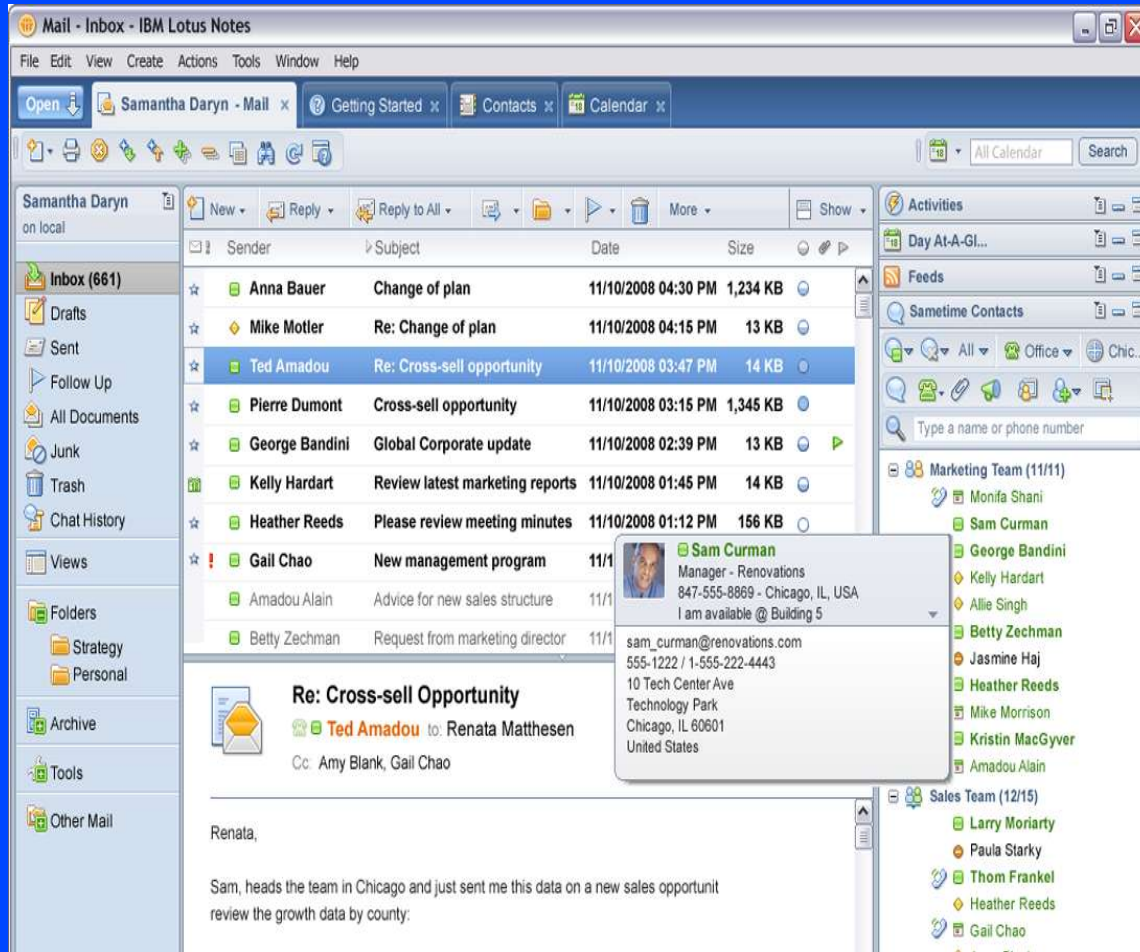 Mail - Inbox - IBM Lotus Notes
File Edit View Create Actions Tools Window Help
Open Samantha Daryn - Mail x Getting Started x Contacts x Calendar x
18 All Calendar Search
Samantha Daryn
on local
Inbox (661)
Drafts
Sent
Follow Up
All Documents
Junk
Trash
Chat History
Views
Folders
Strategy
Personal
Archive
Tools
Other Mail
New Reply Reply to All More Show
Sender Subject Date Size
Anna Bauer Change of plan 11/10/2008 04:30 PM 1,234 KB
Mike Motler Re: Change of plan 11/10/2008 04:15 PM 13 KB
Ted Amadou Re: Cross-sell opportunity 11/10/2008 03:47 PM 14 KB
Pierre Dumont Cross-sell opportunity 11/10/2008 03:15 PM 1,345 KB
George Bandini Global Corporate update 11/10/2008 02:39 PM 13 KB
Kelly Hardart Review latest marketing reports 11/10/2008 01:45 PM 14 KB
Heather Reeds Please review meeting minutes 11/10/2008 01:12 PM 156 KB
! Gail Chao New management program 11/1
Amadou Alain Advice for new sales structure 11/1
Betty Zechman Request from marketing director 11/1
Sam Curman
Manager - Renovations
847-555-8869 - Chicago, IL, USA
I am available @ Building 5
sam_curman@renovations.com
555-1222 / 1-555-222-4443
10 Tech Center Ave
Technology Park
Chicago, IL 60601
United States
Re: Cross-sell Opportunity
Ted Amadou to: Renata Matthesen
Cc: Amy Blank, Gail Chao
Renata,
Sam, heads the team in Chicago and just sent me this data on a new sales opportunit
review the growth data by county:
Activities
Day At-A-Gl...
Feeds
Sametime Contacts
All Office Chic...
Type a name or phone number
Marketing Team (11/11)
Monifa Shani
Sam Curman
George Bandini
Kelly Hardart
Allie Singh
Betty Zechman
Jasmine Haj
Heather Reeds
Mike Morrison
Kristin MacGyver
Amadou Alain
Sales Team (12/15)
Larry Moriarty
Paula Starky
Thom Frankel
Heather Reeds
Gail Chao